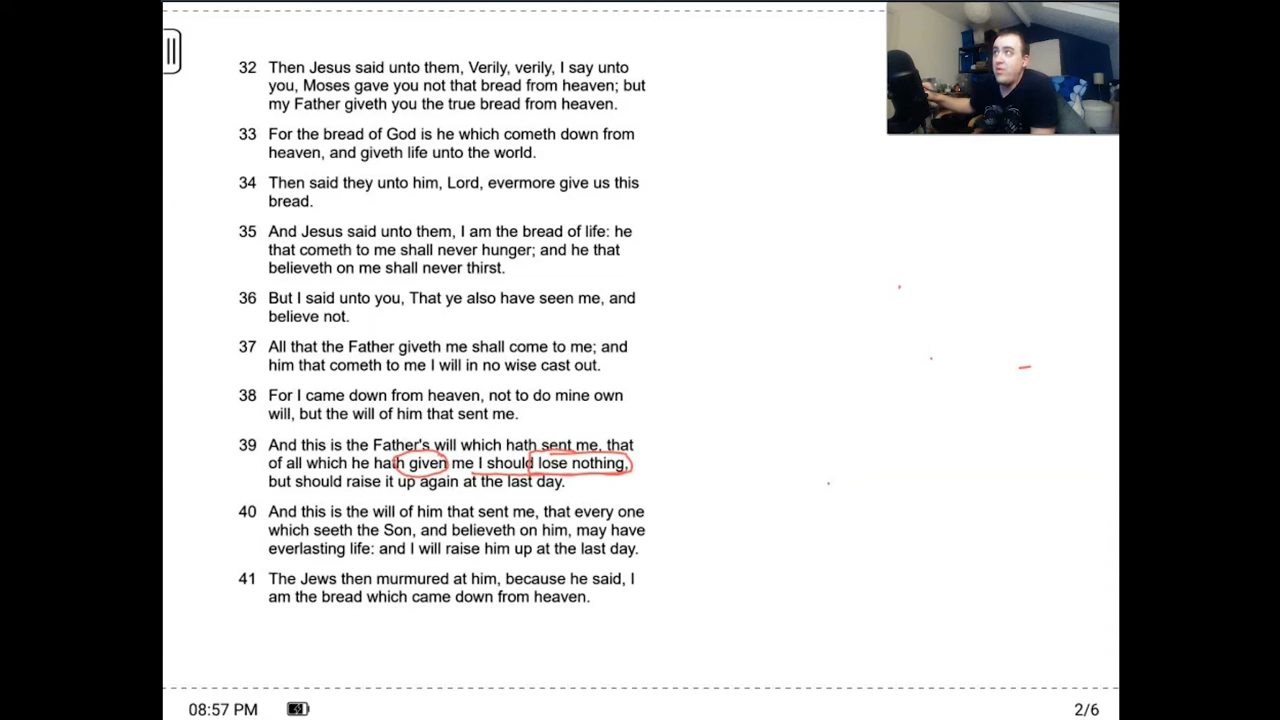 32 Then Jesus said unto them, Verily, verily, I say unto
you, Moses gave you not that bread from heaven; but
my Father giveth you the true bread from heaven.
33 For the bread of God is he which cometh down from
heaven, and giveth life unto the world.
34 Then said they unto him, Lord, evermore give us this
bread.
35 And Jesus said unto them, I am the bread of life: he
that cometh to me shall never hunger; and he that
believeth on me shall never thirst.
36 But I said unto you, That ye also have seen me, and
believe not.
37 All that the Father giveth me shall come to me; and
him that cometh to me I will in no wise cast out.
38 For I came down from heaven, not to do mine own
will, but the will of him that sent me.
39 And this is the Father's will which hath sent me, that
of all which he hath given me I should lose nothing,
but should raise it up again at the last day.
40 And this is the will of him that sent me, that every one
which seeth the Son, and believeth on him, may have
everlasting life: and I will raise him up at the last day.
41 The Jews then murmured at him, because he said, I
am the bread which came down from heaven.
08:57 PM
2/6